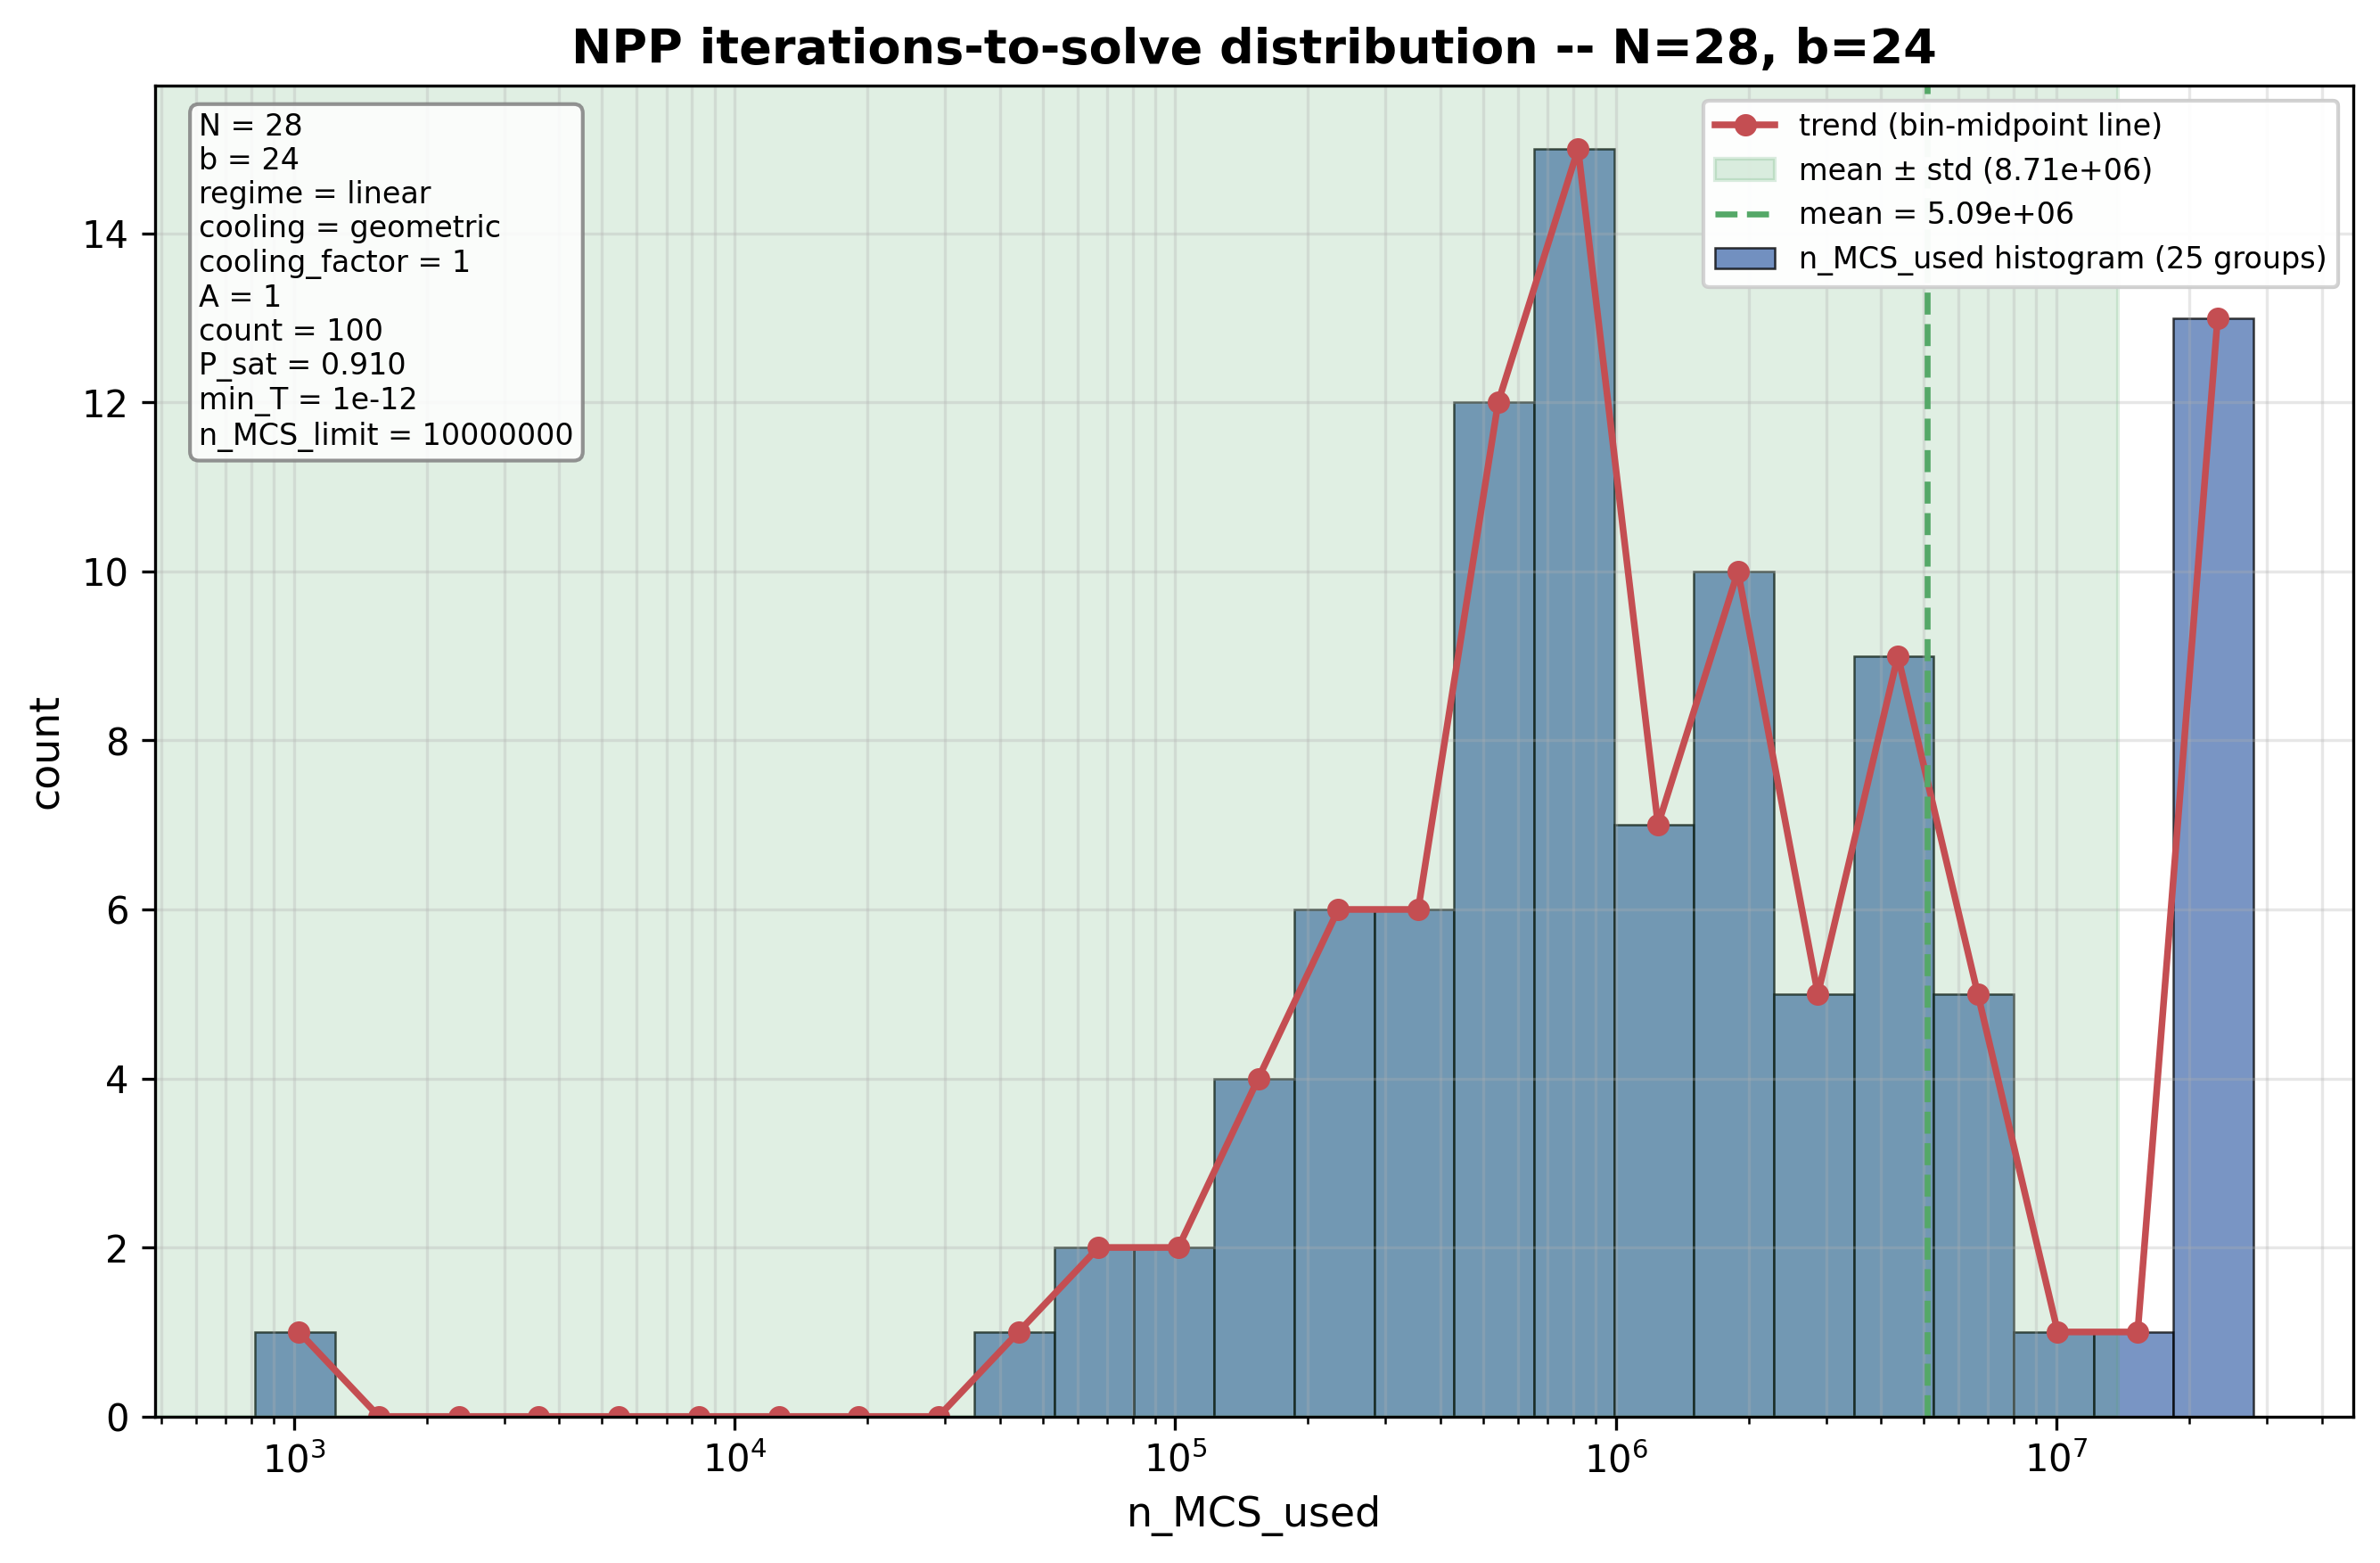 NPP iterations-to-solve distribution -- N=28, b=24
N = 28
b = 24
regime = linear
cooling = geometric
cooling_factor = 1
A = 1
count = 100
P_sat = 0.910
min_T = 1e-12
n_MCS_limit = 10000000
trend (bin-midpoint line)
mean ± std (8.71e+06)
mean = 5.09e+06
n_MCS_used histogram (25 groups)
count
14
12
10
8
6
4
2
0
10³ 10⁴ 10⁵ 10⁶ 10⁷
n_MCS_used